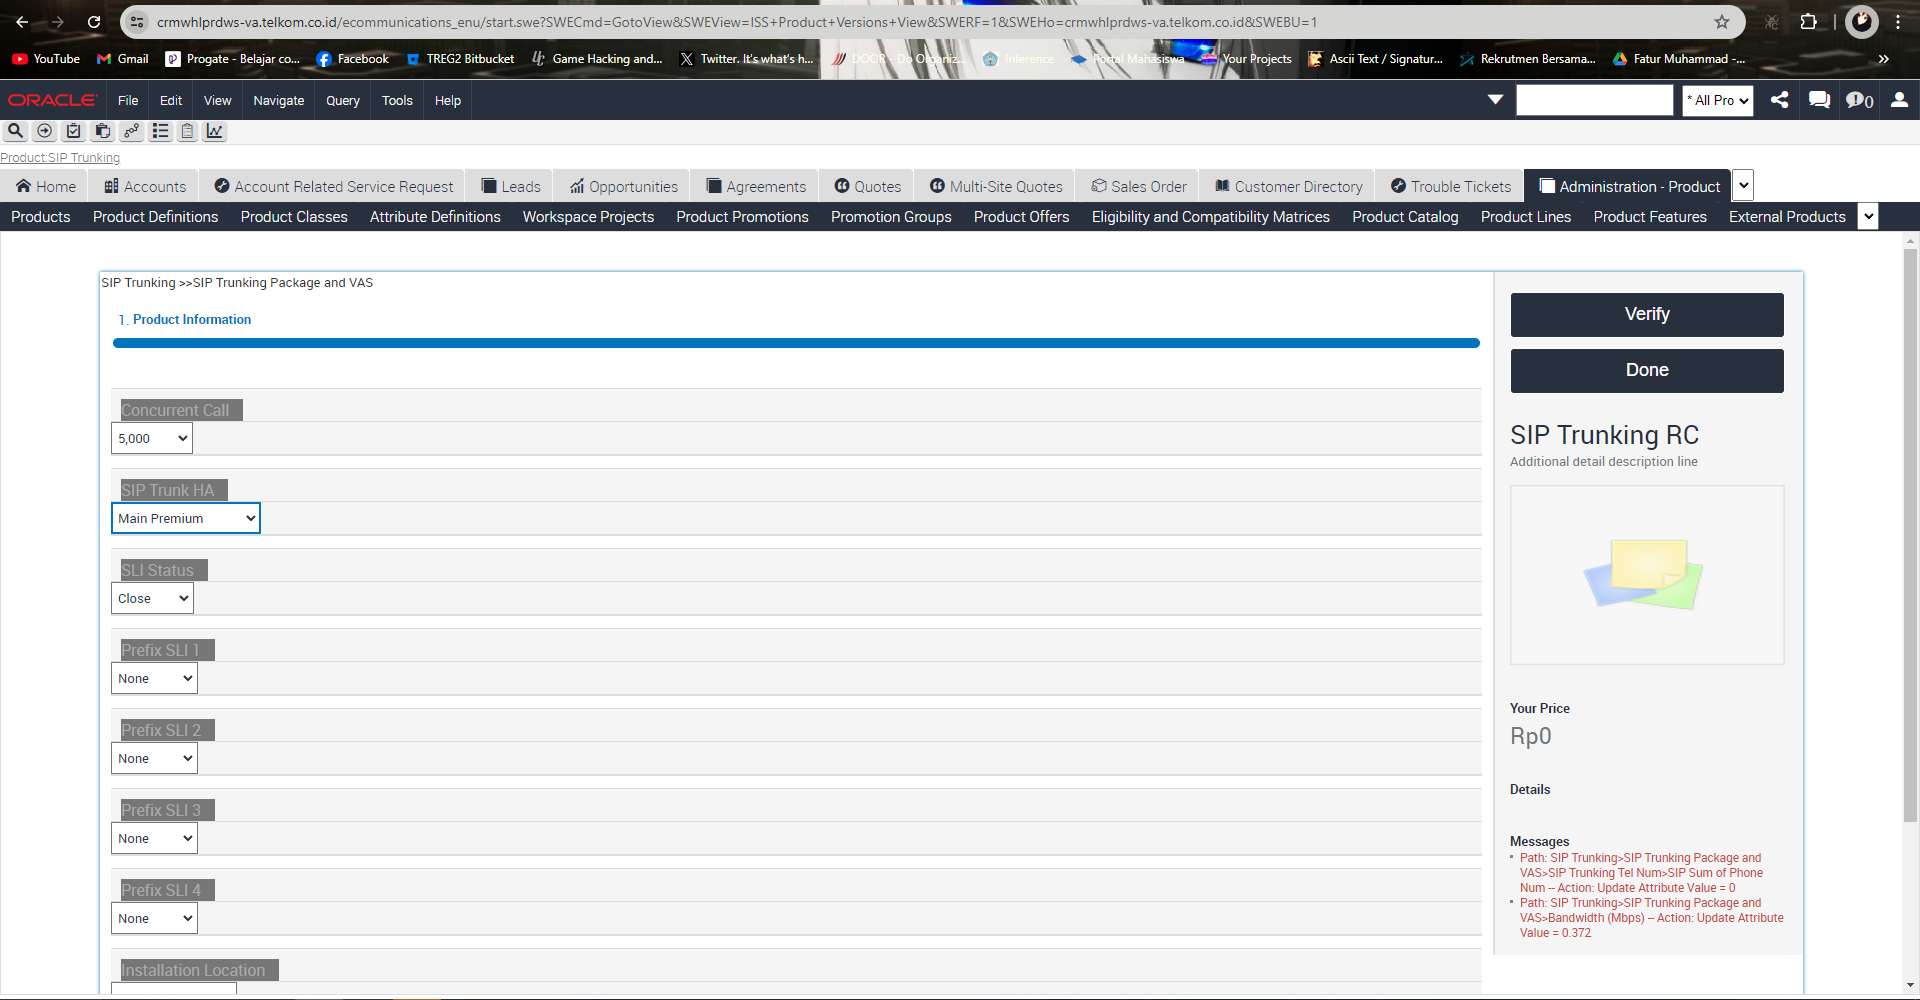 crmwhlprdws-va.telkom.co.id/ecommunications_enu/start.swe?SWECmd=GotoView&SWEView=ISS+Product+Versions+View&SWERF=1&SWEHo=crmwhlprdws-va.telkom.co.id&SWEBU=1
YouTube Gmail Progate - Belajar co... Facebook TREG2 Bitbucket Game Hacking and... Twitter. It's what's h... DOOR - Do Organiz... Inference Portal Mahasiswa Your Projects Ascii Text / Signatur... Rekrutmen Bersama... Fatur Muhammad -...
ORACLE File Edit View Navigate Query Tools Help * All Pro 0
Product:SIP Trunking
Home Accounts Account Related Service Request Leads Opportunities Agreements Quotes Multi-Site Quotes Sales Order Customer Directory Trouble Tickets Administration - Product
Products Product Definitions Product Classes Attribute Definitions Workspace Projects Product Promotions Promotion Groups Product Offers Eligibility and Compatibility Matrices Product Catalog Product Lines Product Features External Products
SIP Trunking >>SIP Trunking Package and VAS
1. Product Information
Concurrent Call
5,000
SIP Trunk HA
Main Premium
SLI Status
Close
Prefix SLI 1
None
Prefix SLI 2
None
Prefix SLI 3
None
Prefix SLI 4
None
Installation Location
Verify
Done
SIP Trunking RC
Additional detail description line
Your Price
Rp0
Details
Messages
Path: SIP Trunking>SIP Trunking Package and
VAS>SIP Trunking Tel Num>SIP Sum of Phone
Num -- Action: Update Attribute Value = 0
Path: SIP Trunking>SIP Trunking Package and
VAS>Bandwidth (Mbps) -- Action: Update Attribute
Value = 0.372